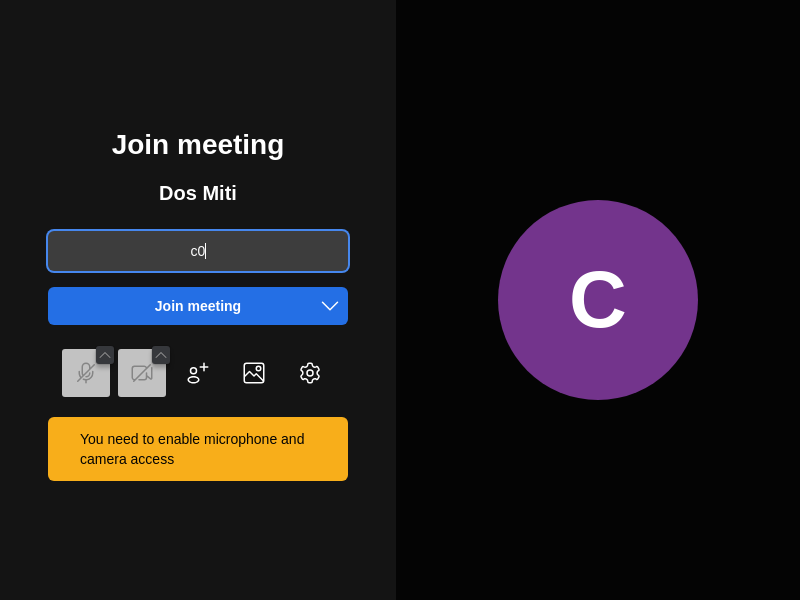 Join meeting
Dos Miti
c0
Join meeting
You need to enable microphone and
camera access
C